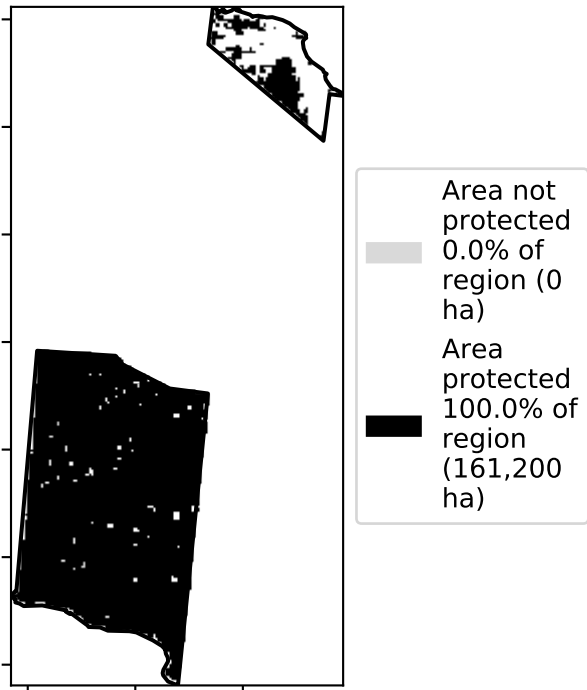 Area not
protected
0.0% of
region (0
ha)
Area
protected
100.0% of
region
(161,200
ha)